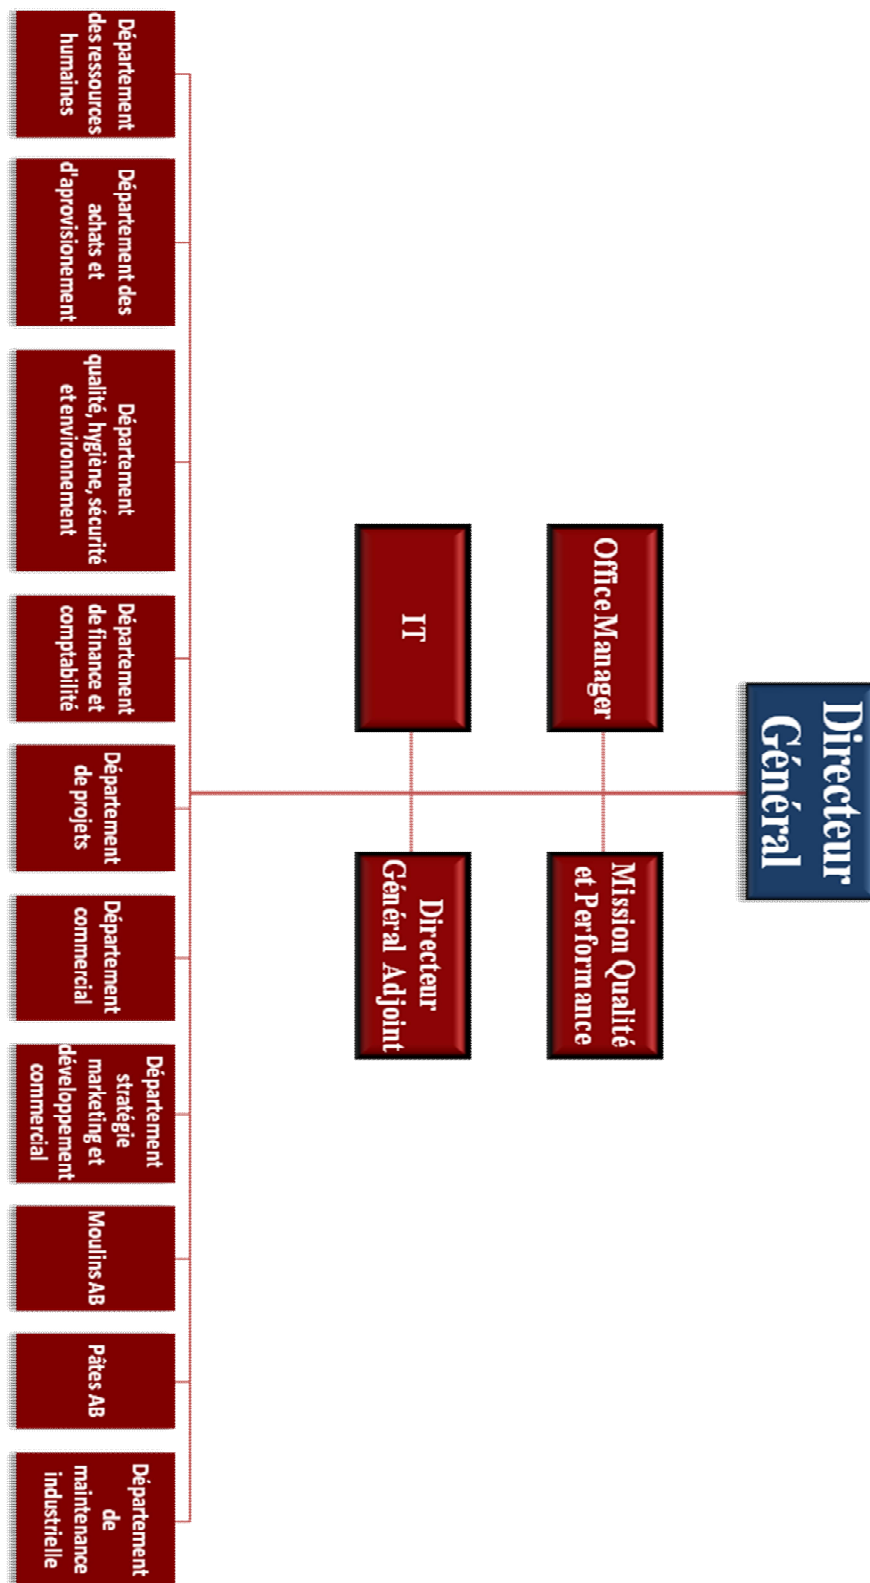 Directeur
Général
Office Manager
Mission Qualité
et Performance
IT
Directeur
Général Adjoint
Département
des ressources
humaines
Département des
achats et
d'aprovisionement
Département
qualité, hygiène, sécurité
et environnement
Département
de finance et
comptabilité
Département
de projets
Département
commercial
Département
stratégie
marketing et
développement
commercial
Moulins AB
Pâtes AB
Département
de
maintenance
industrielle